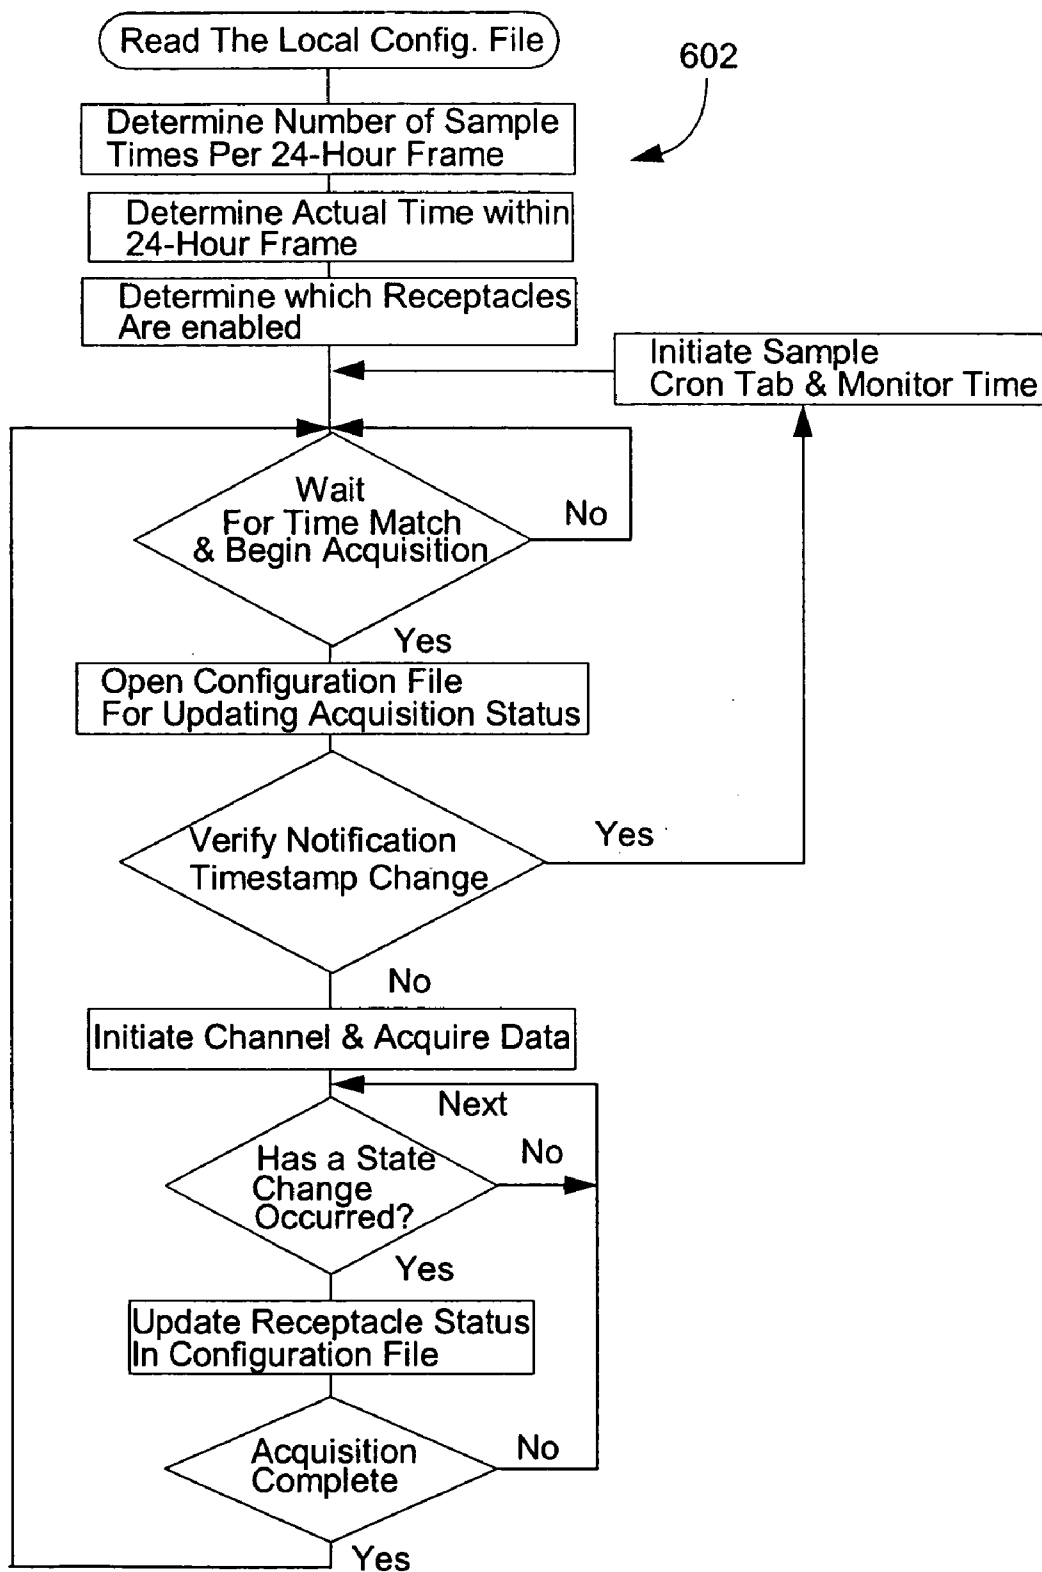 Read The Local Config. File
602
Determine Number of Sample
Times Per 24-Hour Frame
Determine Actual Time within
24-Hour Frame
Determine which Receptacles
Are enabled
Initiate Sample
Cron Tab & Monitor Time
Wait
For Time Match
& Begin Acquisition
No
Yes
Open Configuration File
For Updating Acquisition Status
Verify Notification
Timestamp Change
Yes
No
Initiate Channel & Acquire Data
Next
Has a State
Change
Occurred?
No
Yes
Update Receptacle Status
In Configuration File
Acquisition
Complete
No
Yes